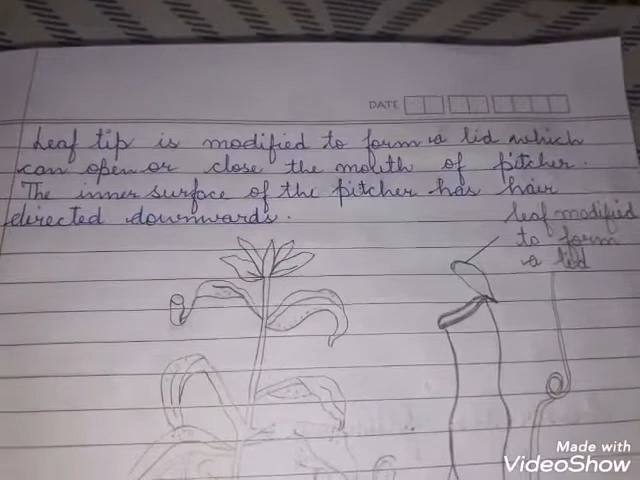 DATE
Leaf tip is modified to form a lid which
can open or close the mouth of pitcher.
The inner surface of the pitcher has hair
directed downwards.
leaf modified
to form
a lid
Made with
VideoShow